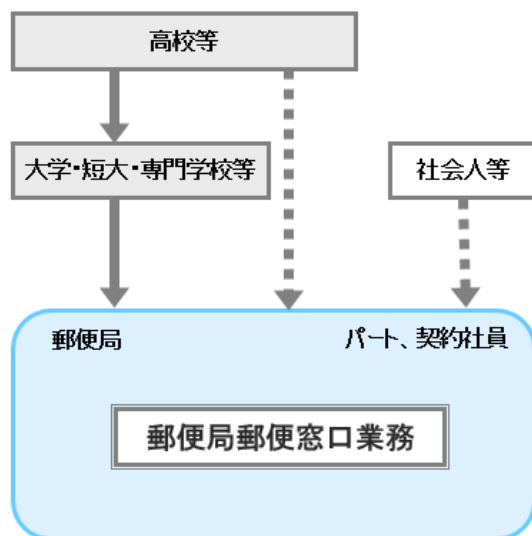 高校等
大学・短大・専門学校等
社会人等
郵便局
パート、契約社員
郵便局郵便窓口業務